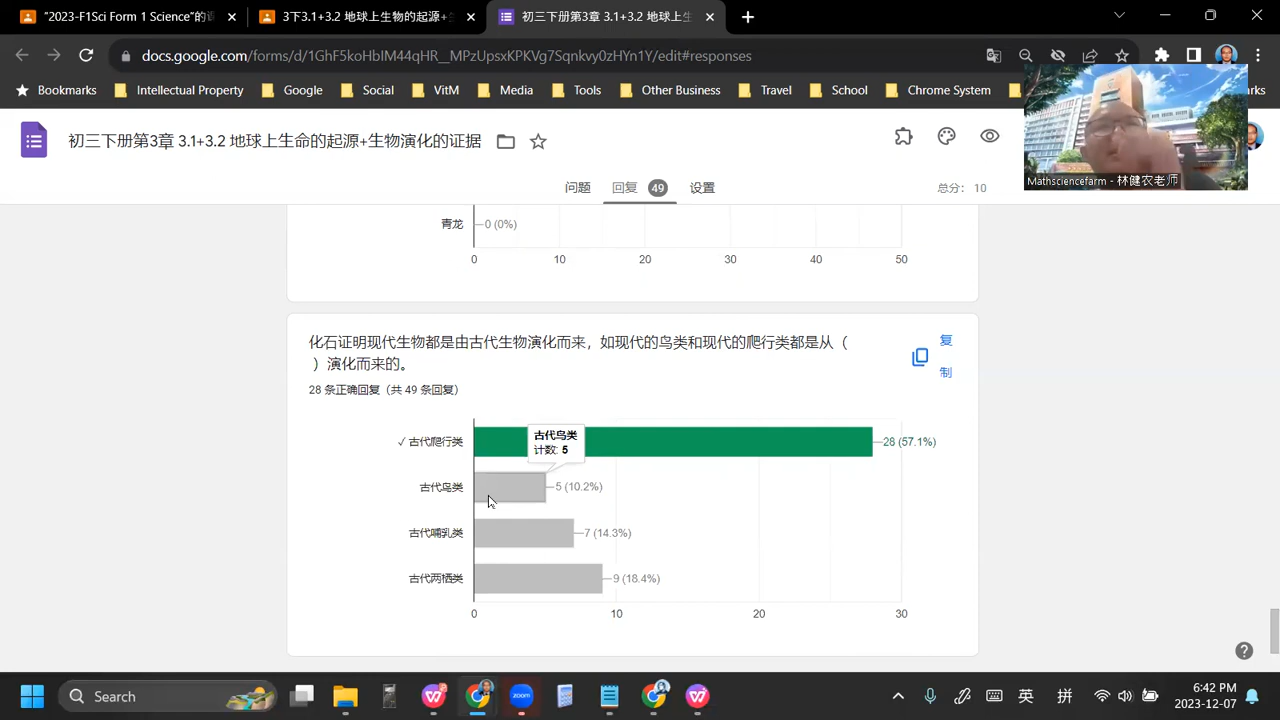 "2023-F1Sci Form 1 Science"的
3下3.1+3.2 地球上生物的起源+
初三下册第3章 3.1+3.2 地球上生
docs.google.com/forms/d/1GhF5koHbIM44qHR__MPzUpsxKPKVg7Sqnkvy0zHYn1Y/edit#responses
Bookmarks
Intellectual Property
Google
Social
VitM
Media
Tools
Other Business
Travel
School
Chrome System
rks
初三下册第3章 3.1+3.2 地球上生命的起源+生物演化的证据
Mathsciencefarm - 林健农老师
问题
回复 49
设置
总分：10
青龙
0 (0%)
0 10 20 30 40 50
化石证明现代生物都是由古代生物演化而来，如现代的鸟类和现代的爬行类都是从（
）演化而来的。
复
制
28 条正确回复（共 49 条回复）
古代鸟类
计数: 5
✓ 古代爬行类
28 (57.1%)
古代鸟类
5 (10.2%)
古代哺乳类
7 (14.3%)
古代两栖类
9 (18.4%)
0 10 20 30
Search
zoom
英
拼
6:42 PM
2023-12-07